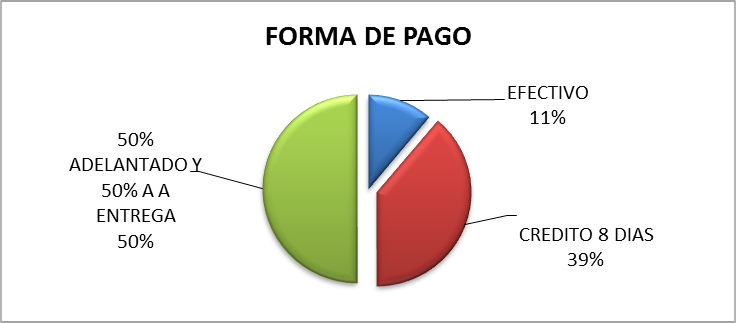 FORMA DE PAGO
EFECTIVO
11%
CREDITO 8 DIAS
39%
50%
ADELANTADO Y
50% A A
ENTREGA
50%